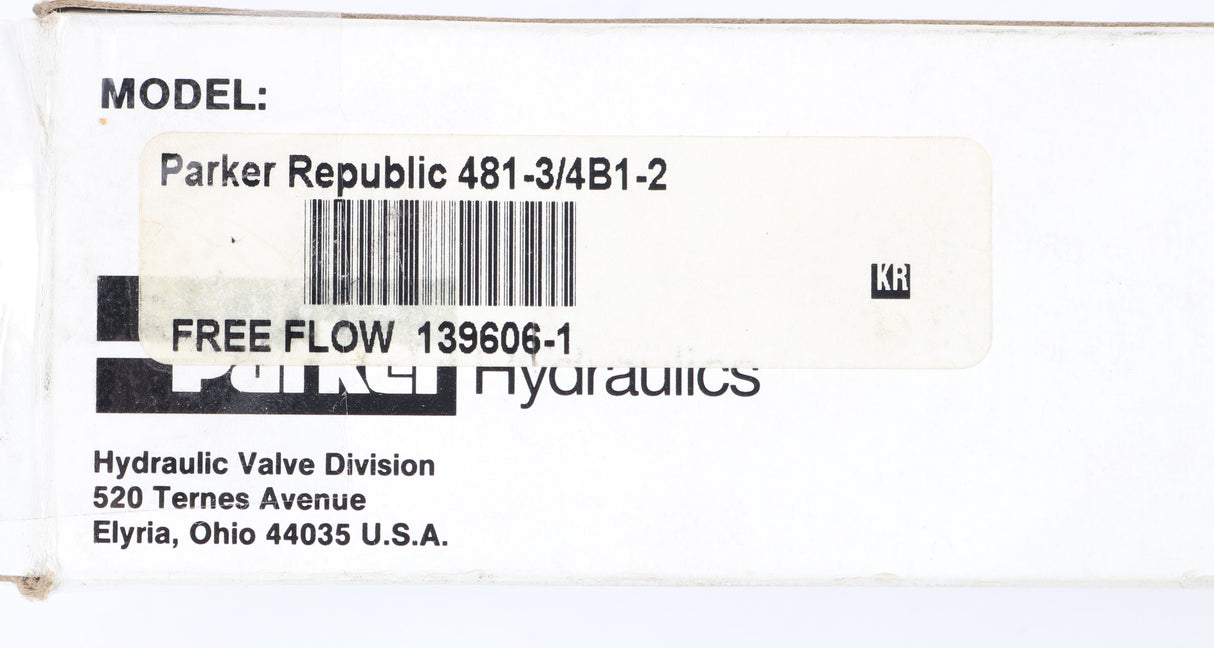 MODEL:
Parker Republic 481-3/4B1-2
FREE FLOW 139606-1
KR
Parker Hydraulics
Hydraulic Valve Division
520 Ternes Avenue
Elyria, Ohio 44035 U.S.A.